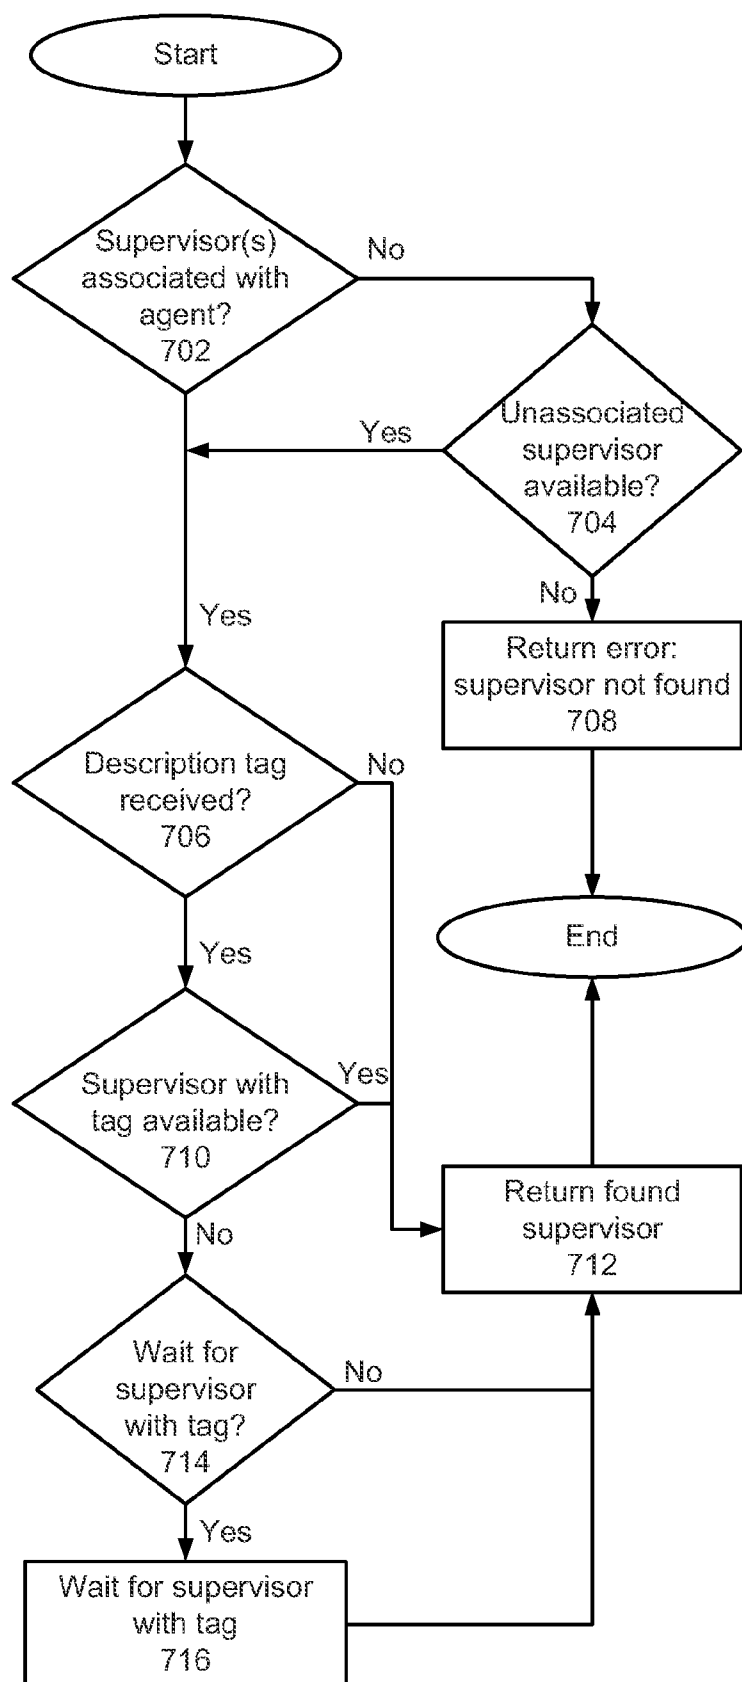 Start
Supervisor(s)
associated with
agent?
702
No
Unassociated
supervisor
available?
704
Yes
No
Yes
Return error:
supervisor not found
708
Description tag
received?
706
No
End
Yes
Supervisor with
tag available?
710
Yes
Return found
supervisor
712
No
Wait for
supervisor
with tag?
714
No
Yes
Wait for supervisor
with tag
716